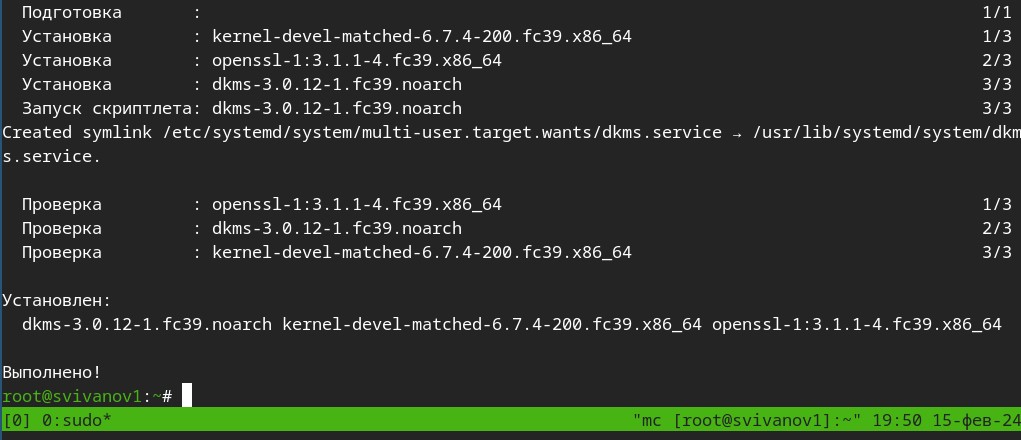 Подготовка : 1/1
Установка : kernel-devel-matched-6.7.4-200.fc39.x86_64 1/3
Установка : openssl-1:3.1.1-4.fc39.x86_64 2/3
Установка : dkms-3.0.12-1.fc39.noarch 3/3
Запуск скриптлета: dkms-3.0.12-1.fc39.noarch 3/3
Created symlink /etc/systemd/system/multi-user.target.wants/dkms.service → /usr/lib/systemd/system/dkm
s.service.
Проверка : openssl-1:3.1.1-4.fc39.x86_64 1/3
Проверка : dkms-3.0.12-1.fc39.noarch 2/3
Проверка : kernel-devel-matched-6.7.4-200.fc39.x86_64 3/3
Установлен:
dkms-3.0.12-1.fc39.noarch kernel-devel-matched-6.7.4-200.fc39.x86_64 openssl-1:3.1.1-4.fc39.x86_64
Выполнено!
root@svivanov1:~#
[0] 0:sudo* "mc [root@svivanov1]:~" 19:50 15-фев-24